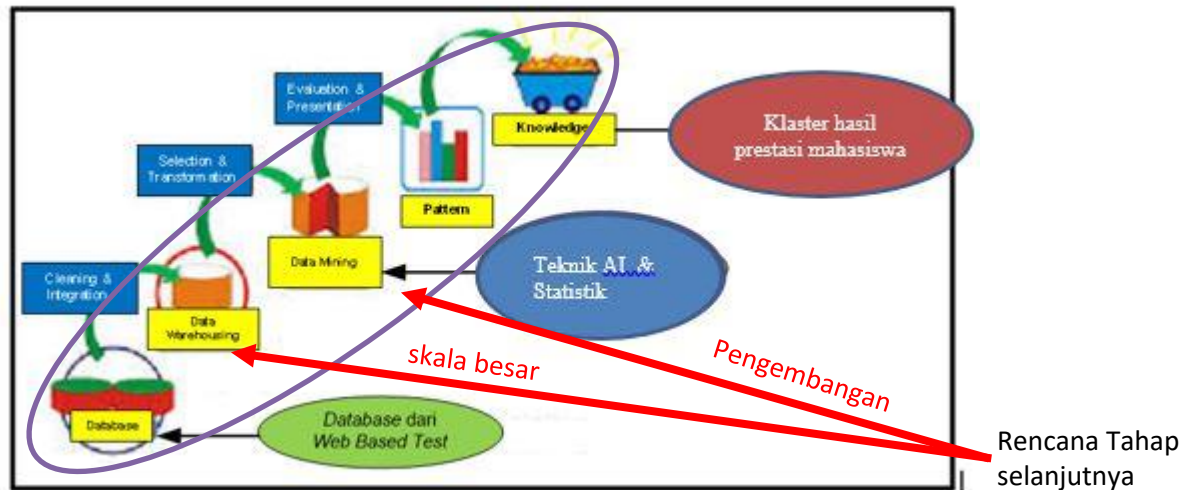 Evaluation &
Presentation
Knowledge
Klaster hasil
prestasi mahasiswa
Selection &
Transformation
Pattern
Data Mining
Teknik AI &
Statistik
Cleaning &
Integration
Data
Warehousing
skala besar
Pengembangan
Database
Database dari
Web Based Test
Rencana Tahap
selanjutnya